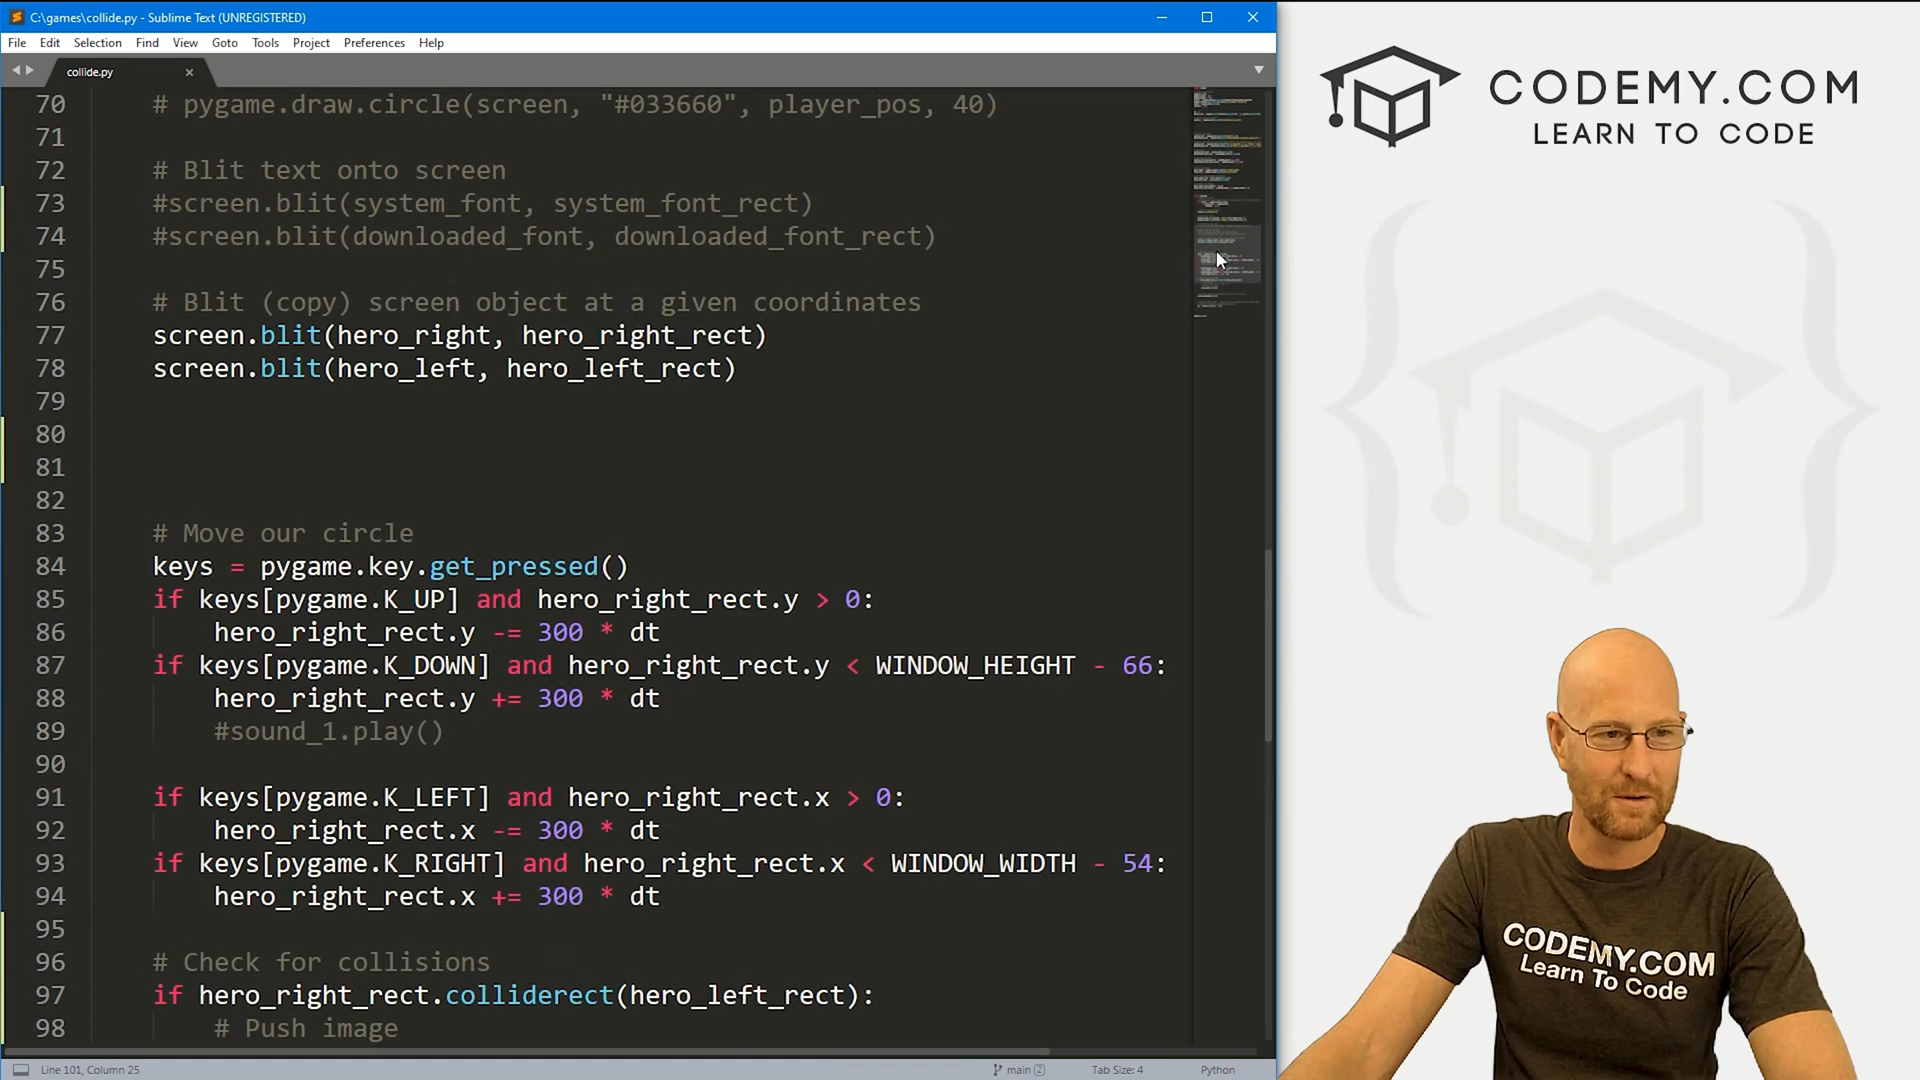 C:\games\collide.py - Sublime Text (UNREGISTERED)
File Edit Selection Find View Goto Tools Project Preferences Help
collide.py
70 # pygame.draw.circle(screen, "#033660", player_pos, 40)
71
72 # Blit text onto screen
73 #screen.blit(system_font, system_font_rect)
74 #screen.blit(downloaded_font, downloaded_font_rect)
75
76 # Blit (copy) screen object at a given coordinates
77 screen.blit(hero_right, hero_right_rect)
78 screen.blit(hero_left, hero_left_rect)
79
80
81
82
83 # Move our circle
84 keys = pygame.key.get_pressed()
85 if keys[pygame.K_UP] and hero_right_rect.y > 0:
86 hero_right_rect.y -= 300 * dt
87 if keys[pygame.K_DOWN] and hero_right_rect.y < WINDOW_HEIGHT - 66:
88 hero_right_rect.y += 300 * dt
89 #sound_1.play()
90
91 if keys[pygame.K_LEFT] and hero_right_rect.x > 0:
92 hero_right_rect.x -= 300 * dt
93 if keys[pygame.K_RIGHT] and hero_right_rect.x < WINDOW_WIDTH - 54:
94 hero_right_rect.x += 300 * dt
95
96 # Check for collisions
97 if hero_right_rect.colliderect(hero_left_rect):
98 # Push image
Line 101, Column 25
main 2
Tab Size: 4
Python
CODEMY.COM
LEARN TO CODE
CODEMY.COM
Learn To Code